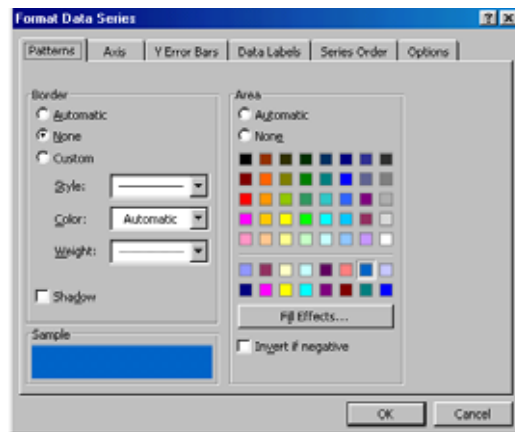 Format Data Series
Patterns Axis Y Error Bars Data Labels Series Order Options
Border
Automatic
None
Custom
Style:
Color: Automatic
Weight:
Shadow
Sample
Area
Automatic
None
Fill Effects...
Invert if negative
OK Cancel